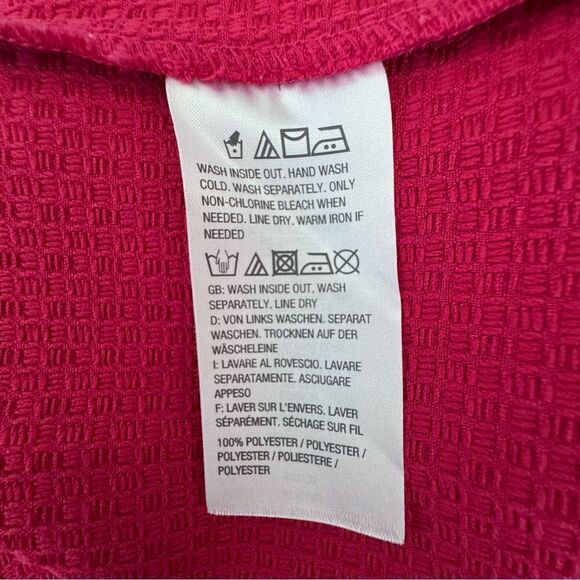 WASH INSIDE OUT. HAND WASH
COLD. WASH SEPARATELY. ONLY
NON-CHLORINE BLEACH WHEN
NEEDED. LINE DRY. WARM IRON IF
NEEDED
GB: WASH INSIDE OUT. WASH
SEPARATELY. LINE DRY
D: VON LINKS WASCHEN. SEPARAT
WASCHEN. TROCKNEN AUF DER
WÄSCHELEINE
I: LAVARE AL ROVESCIO. LAVARE
SEPARATAMENTE. ASCIUGARE
APPESO
F: LAVER SUR L'ENVERS. LAVER
SÉPARÉMENT. SÉCHAGE SUR FIL
100% POLYESTER / POLYESTER /
POLYESTER / POLIESTERE /
POLYESTER